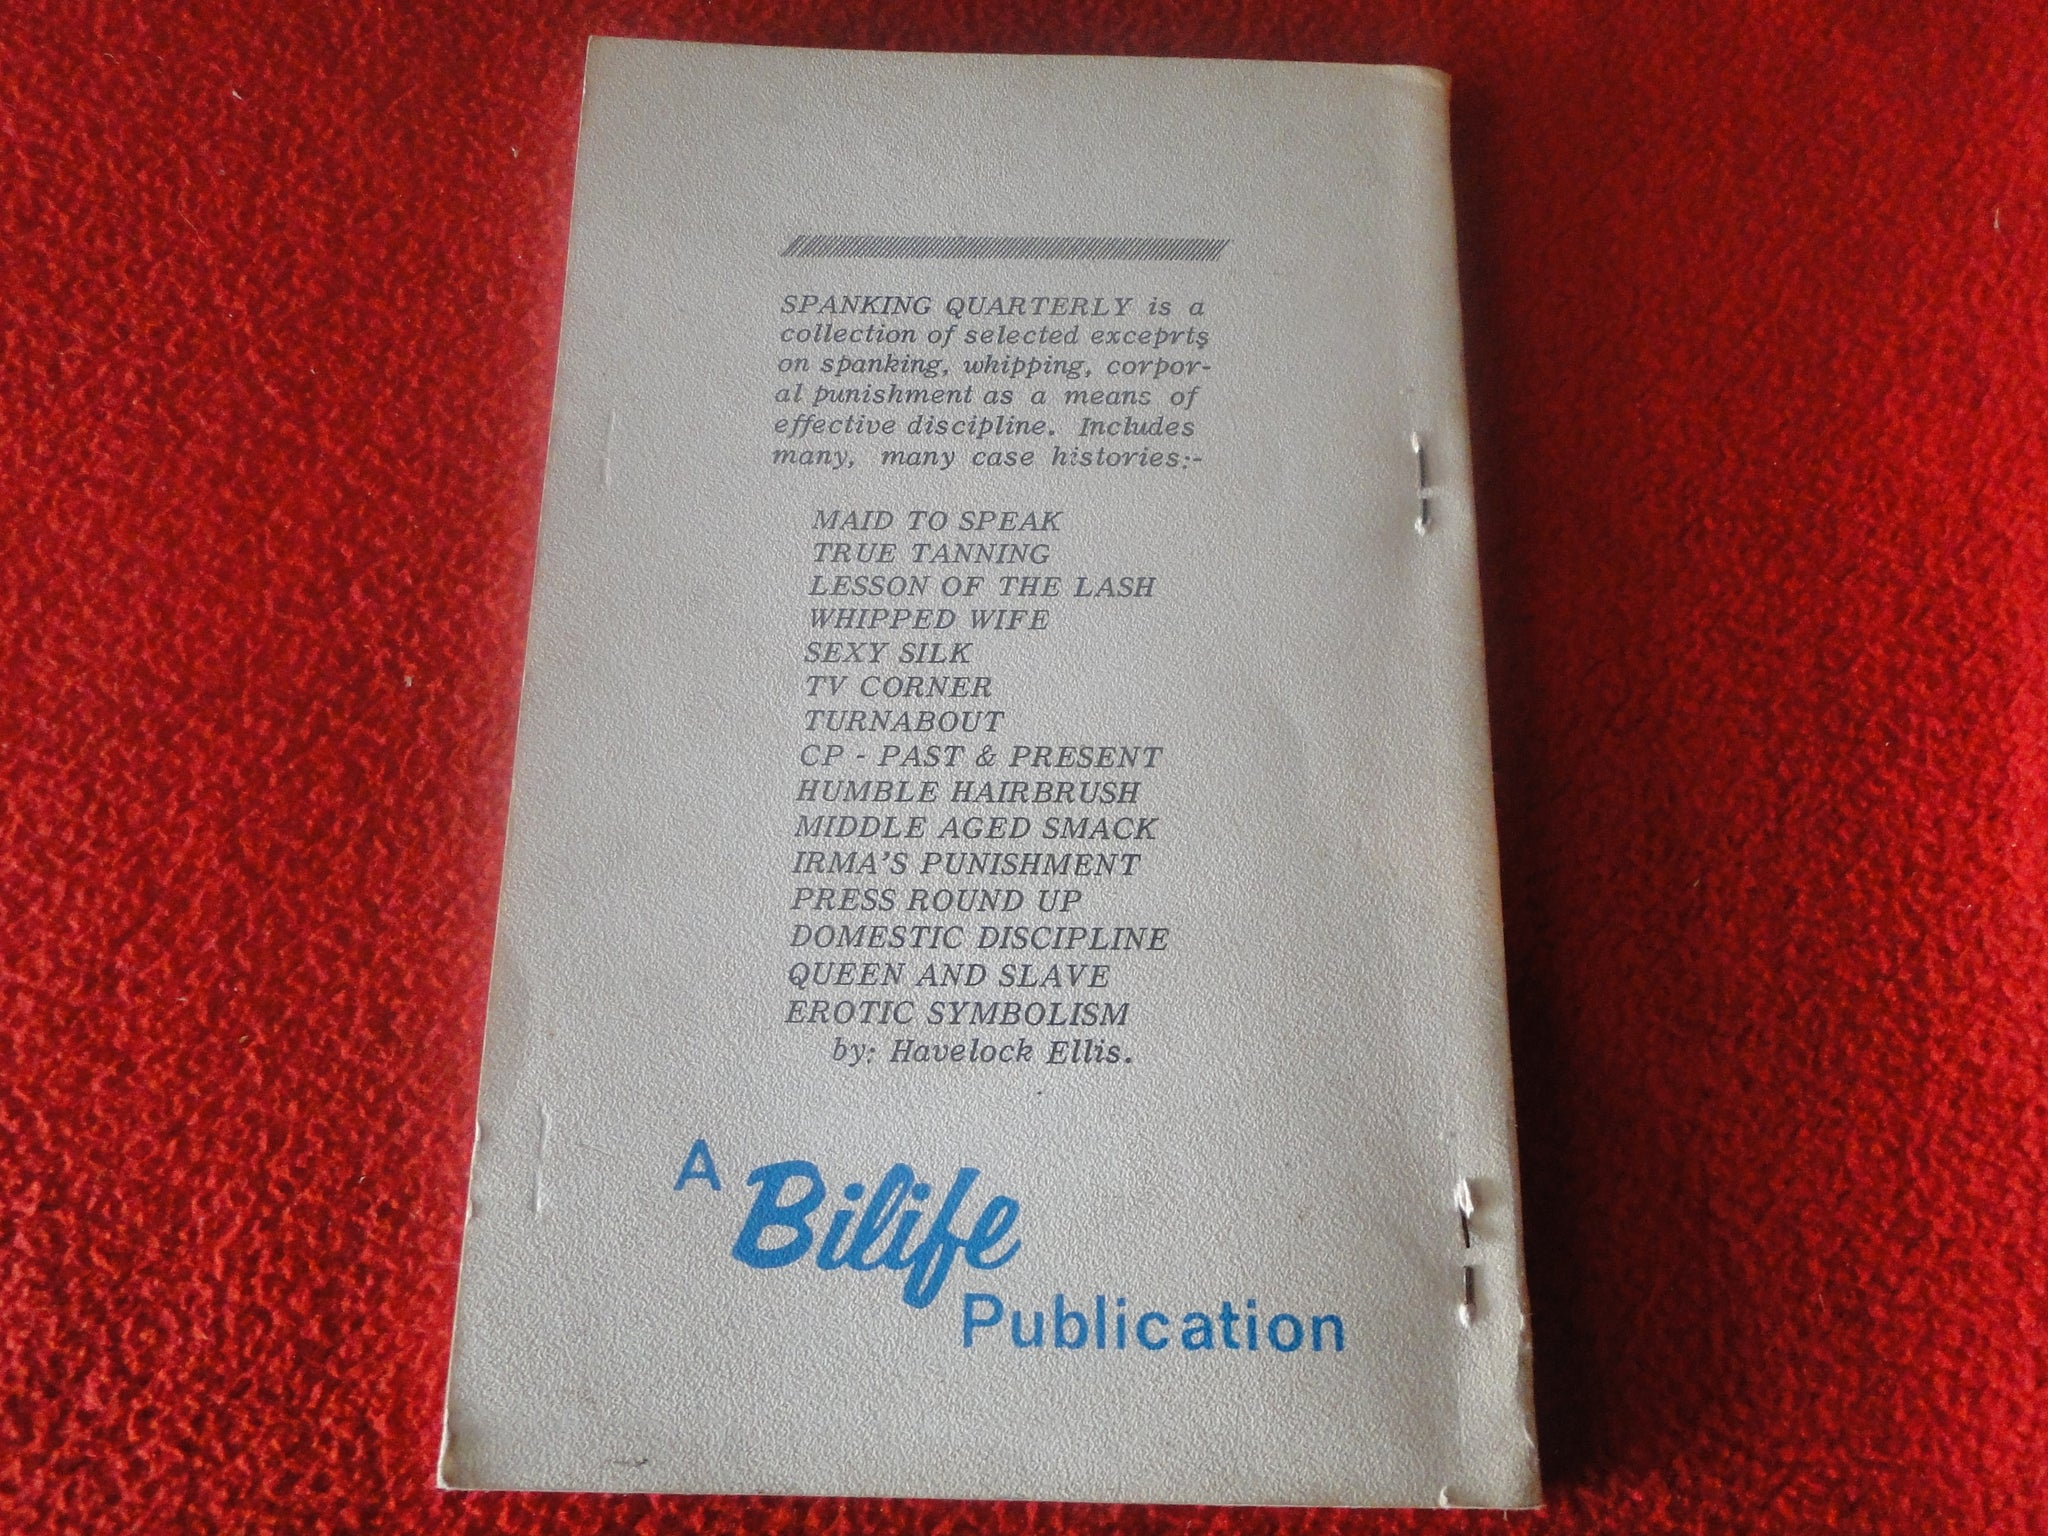 SPANKING QUARTERLY is a
collection of selected exceprts
on spanking, whipping, corpor-
al punishment as a means of
effective discipline. Includes
many, many case histories:-
MAID TO SPEAK
TRUE TANNING
LESSON OF THE LASH
WHIPPED WIFE
SEXY SILK
TV CORNER
TURNABOUT
CP - PAST & PRESENT
HUMBLE HAIRBRUSH
MIDDLE AGED SMACK
IRMA'S PUNISHMENT
PRESS ROUND UP
DOMESTIC DISCIPLINE
QUEEN AND SLAVE
EROTIC SYMBOLISM
by: Havelock Ellis.
A Bilife
Publication